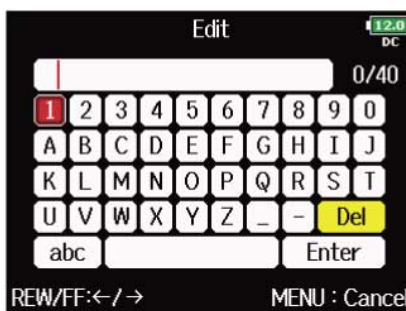 Edit
12.0
DC
0/40
1 2 3 4 5 6 7 8 9 0
A B C D E F G H I J
K L M N O P Q R S T
U V W X Y Z _ - Del
abc Enter
REW/FF:←/→ MENU : Cancel